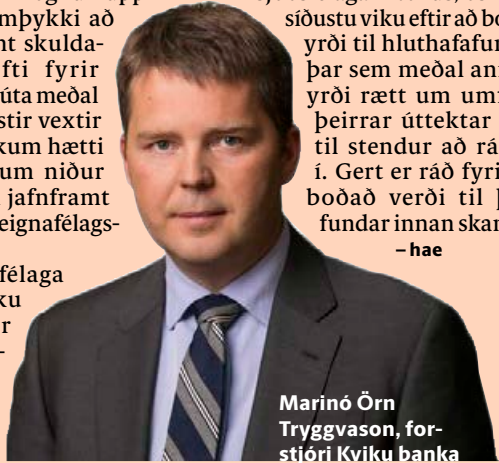 mþykki að
nt skulda-
fti fyrir
úta meðal
stir vextir
kum hætti
um niður
jafnframt
eignafélags-
félaga
ku
r
-
síðustu viku eftir að bo
yrði til hluthafafu
þar sem meðal an
yrði rætt um um
þeirrar úttektar
til stendur að rá
í. Gert er ráð fyri
boðað verði til
fundar innan skam
– hae
Marinó Örn
Tryggvason, for-
stjóri Kviku banka